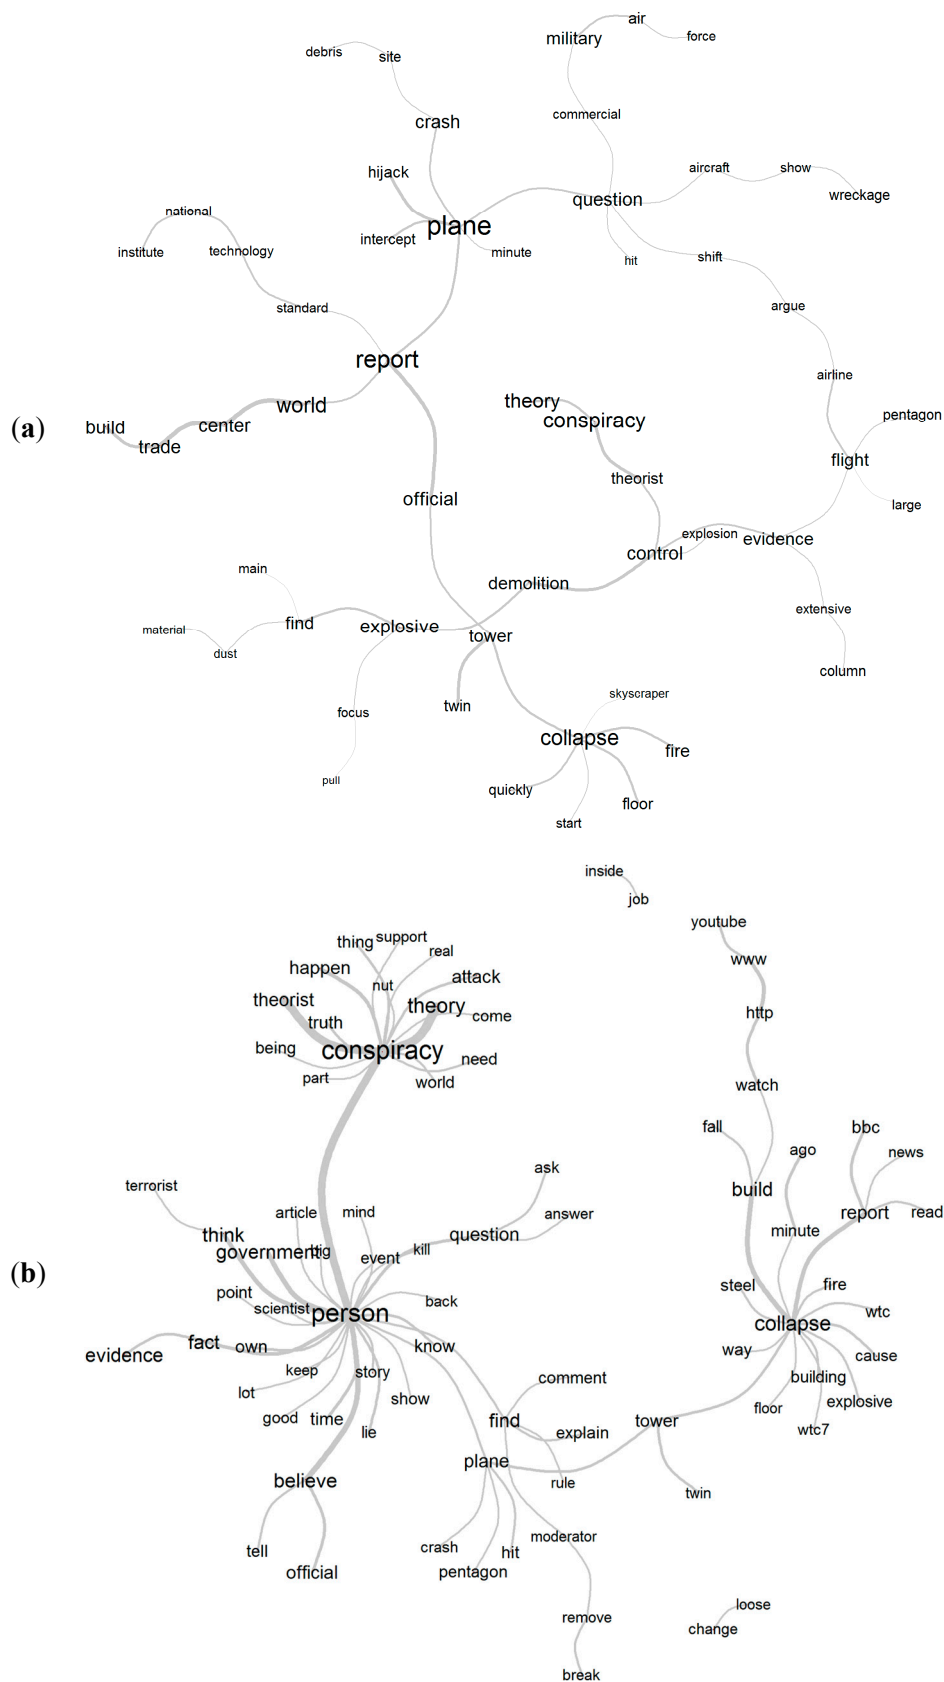 air
military
force
debris
site
commercial
crash
aircraft
show
hijack
question
wreckage
national
plane
intercept
minute
institute
technology
hit
shift
standard
argue
report
airline
world
theory
pentagon
(a)
build
center
conspiracy
trade
flight
theorist
official
large
explosion
evidence
control
main
demolition
extensive
find
explosive
material
tower
dust
column
skyscraper
twin
focus
collapse
fire
pull
quickly
floor
start
inside
job
youtube
thing
support
real
www
happen
nut
attack
theorist
theory
http
truth
come
being
conspiracy
need
part
world
watch
fall
bbc
ago
news
ask
terrorist
build
article
mind
answer
report
read
think
question
minute
government
big
event
kill
(b)
point
scientist
back
steel
fire
person
wtc
collapse
fact
own
know
way
cause
evidence
keep
story
building
lot
show
comment
floor
explosive
good
time
lie
find
explain
tower
wtc7
plane
believe
rule
twin
moderator
tell
crash
hit
official
pentagon
loose
remove
change
break